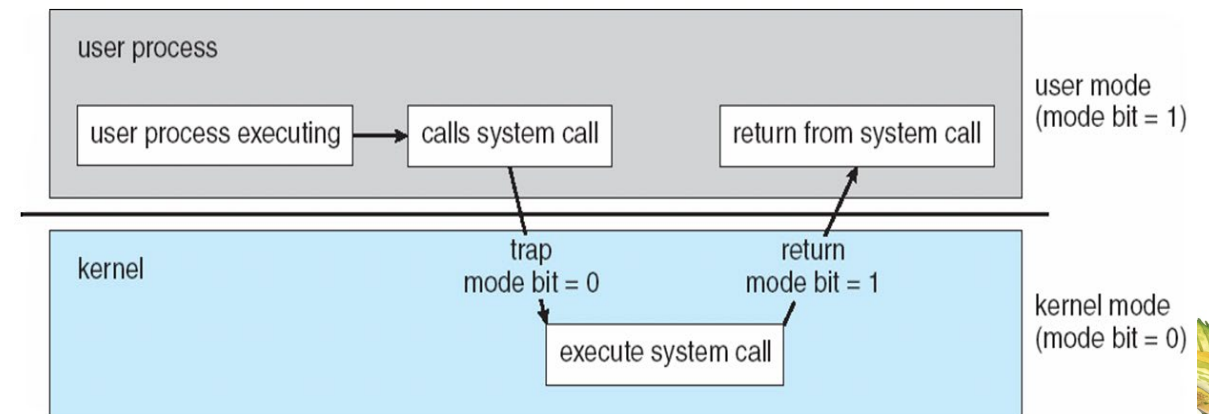 user process
user process executing
calls system call
return from system call
user mode
(mode bit = 1)
kernel
trap
mode bit = 0
return
mode bit = 1
execute system call
kernel mode
(mode bit = 0)